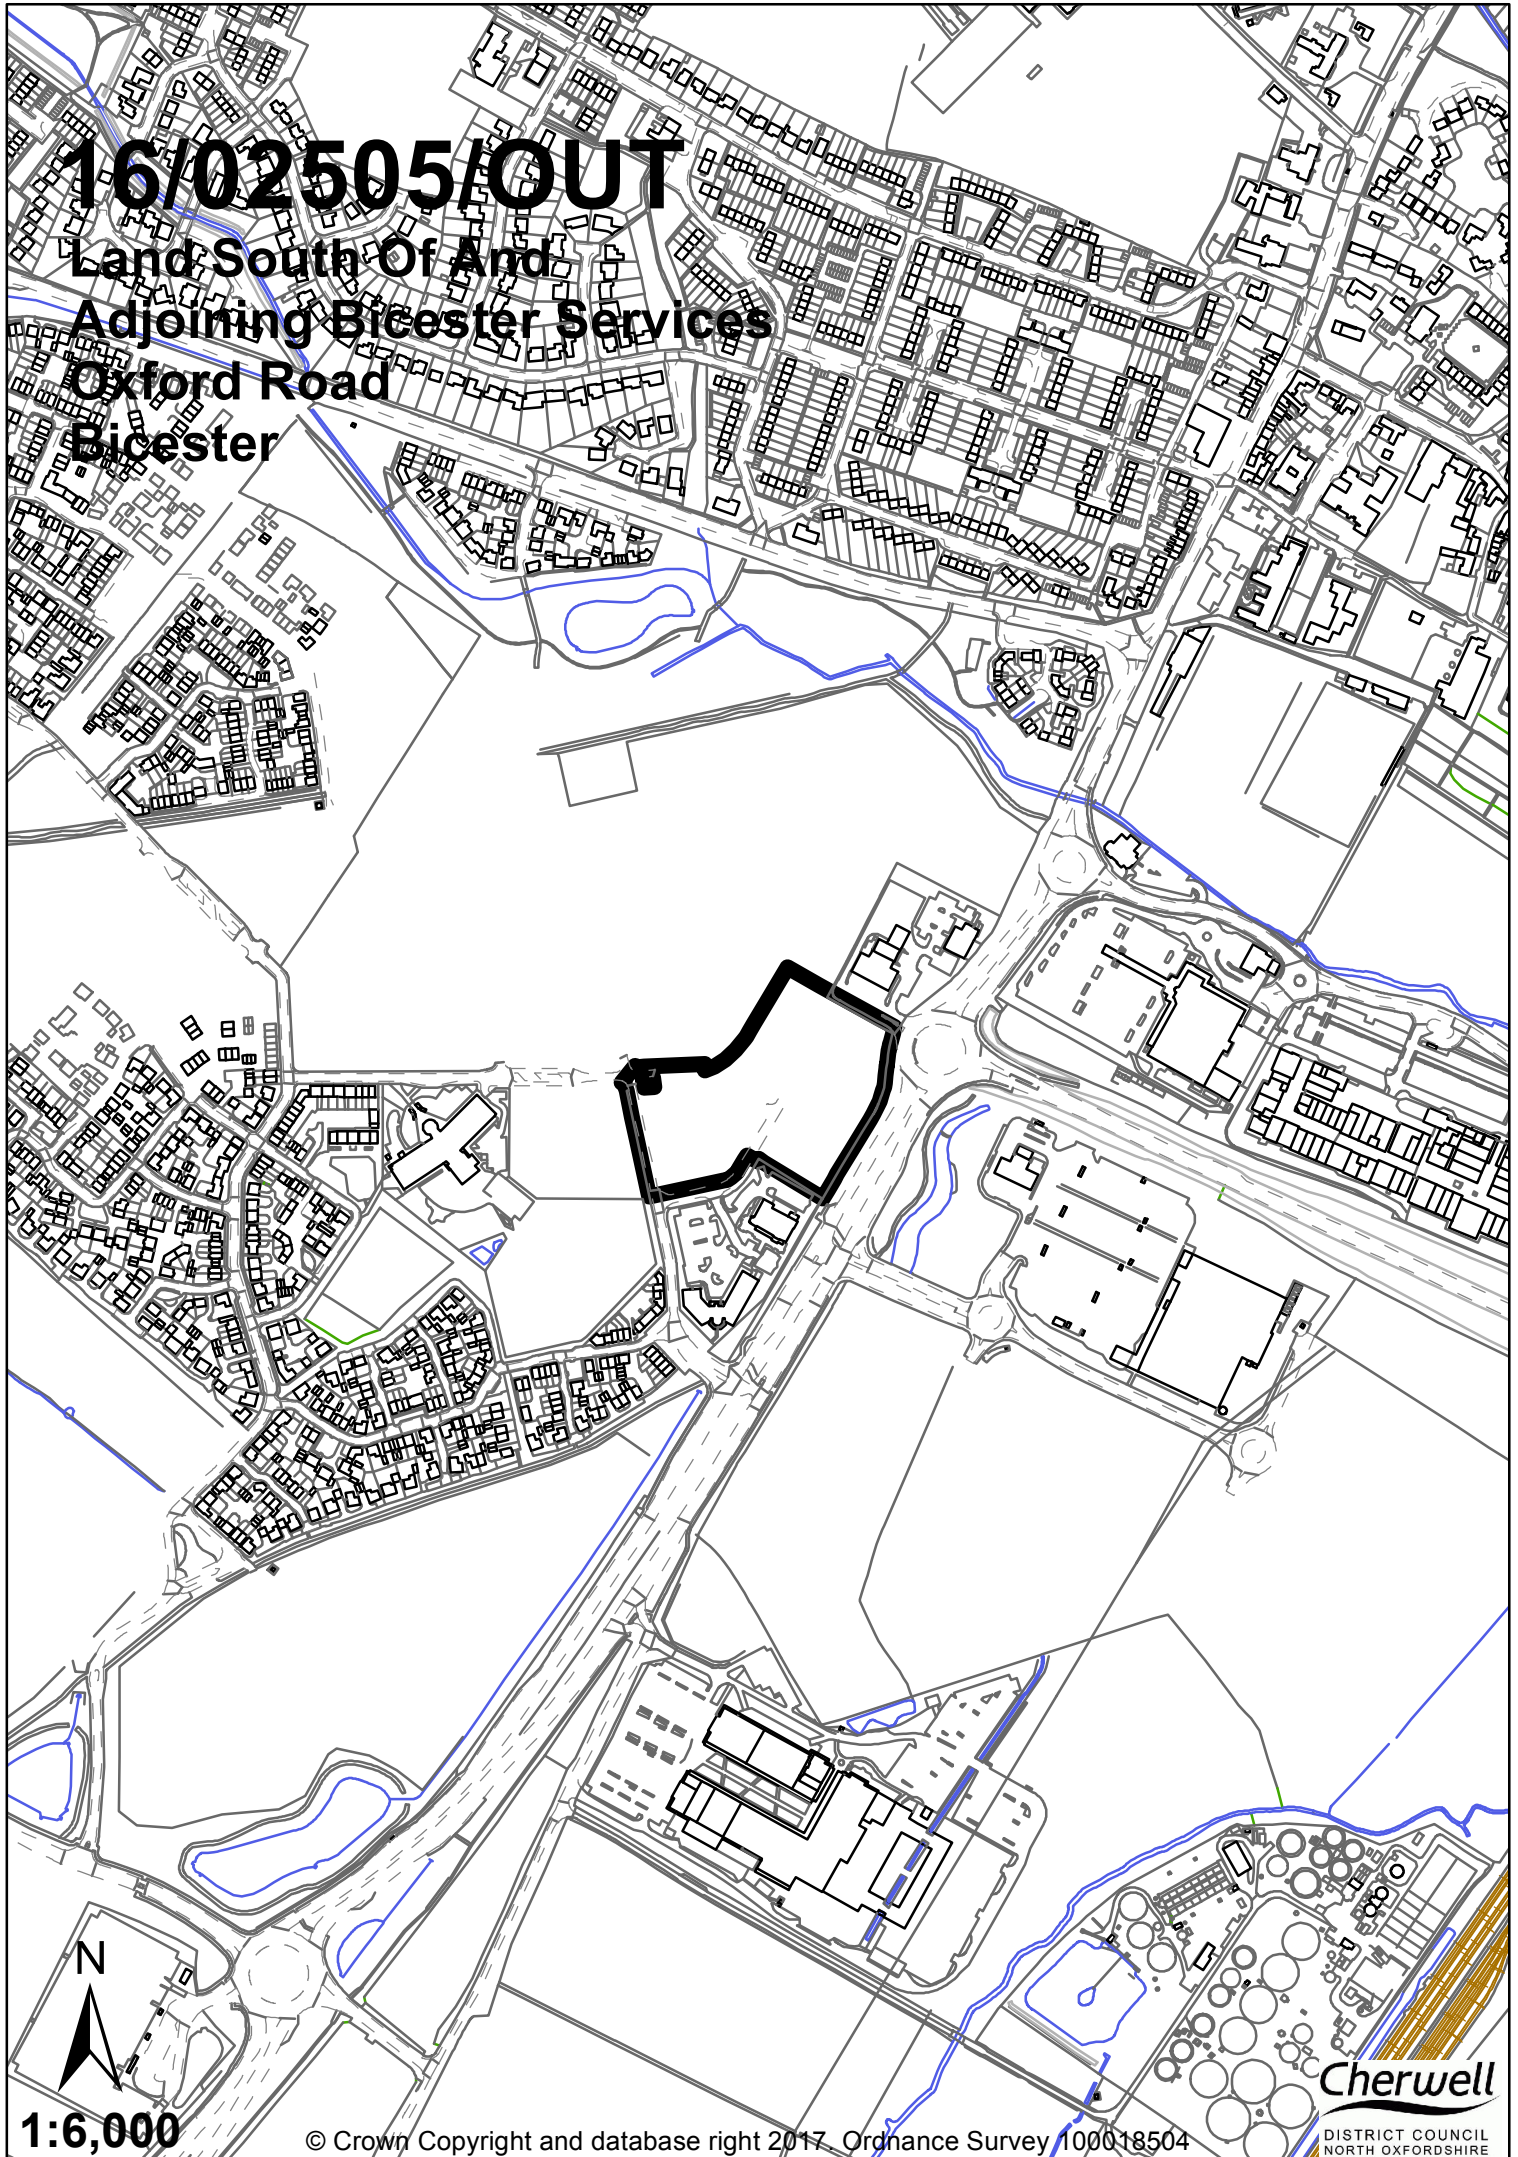 16/02505/OUT
Land South Of And
Adjoining Bicester Services
Oxford Road
Bicester
N
1:6,000
© Crown Copyright and database right 2017. Ordnance Survey 100018504
Cherwell
DISTRICT COUNCIL
NORTH OXFORDSHIRE